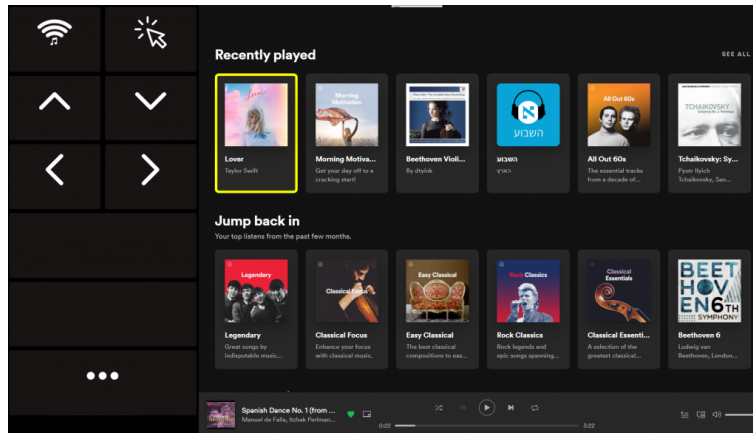 Recently played
SEE ALL
Lover
Lover
Taylor Swift
Morning
Motivation
Morning Motiva...
Get your day off to a
cracking start!
Beethoven Violi...
By dtyink
השבוע
השבוע
הארץ
All Out 60s
All Out 60s
The essential tracks
from a decade of...
TCHAIKOVSKY
Tchaikovsky: Sy...
Pyotr Ilyich
Tchaikovsky, San...
Jump back in
Your top listens from the past few months.
Legendary
Legendary
Great songs by
indisputable music...
Classical Focus
Classical Focus
Enhance your focus
with classical music.
Easy Classical
Easy Classical
The best classical
compositions to eas...
Rock Classics
Rock Classics
Rock legends and
epic songs spanning...
Classical
Essentials
Classical Essenti...
A selection of the
greatest classical...
BEET
HOV
EN6TH
SYMPHONY
Beethoven 6
Ludwig van
Beethoven, London...
Spanish Dance No. 1 (from ...
Manuel de Falla, Itzhak Perlman...
0:22
3:22